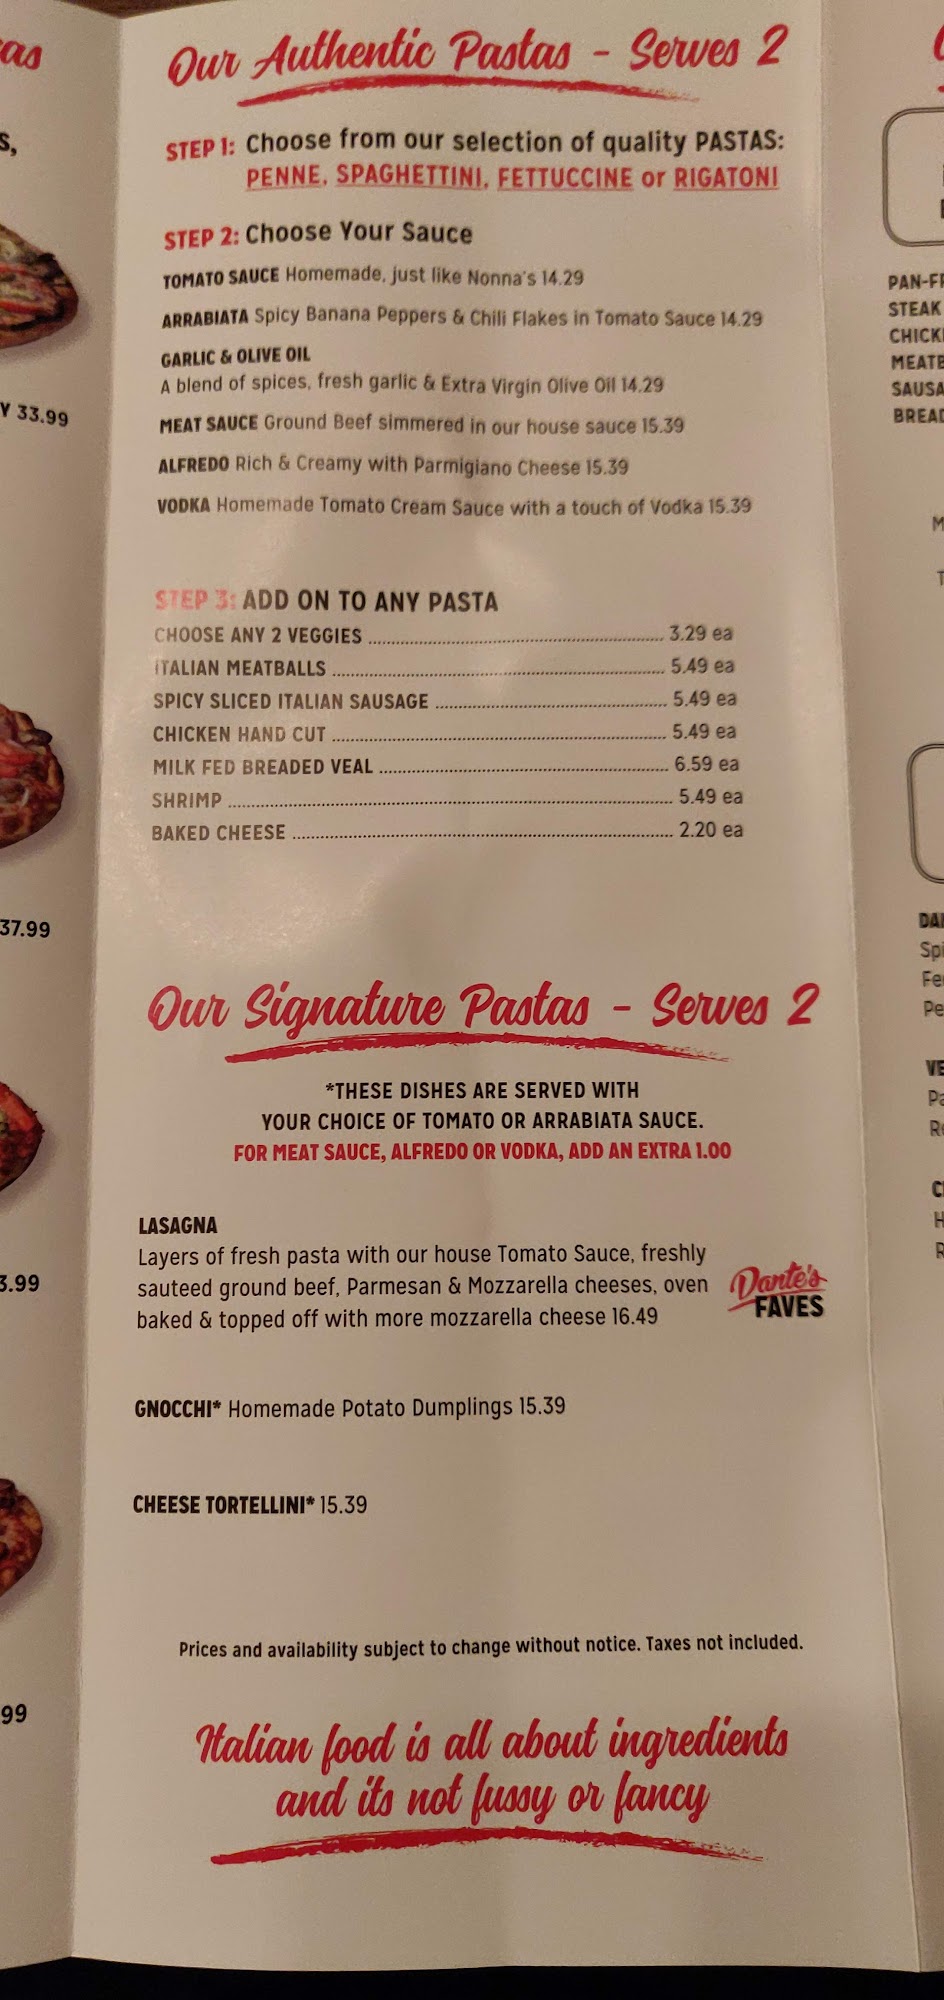 Our Authentic Pastas - Serves 2
STEP 1: Choose from our selection of quality PASTAS:
PENNE, SPAGHETTINI, FETTUCCINE or RIGATONI
STEP 2: Choose Your Sauce
TOMATO SAUCE Homemade, just like Nonna's 14.29
ARRABIATA Spicy Banana Peppers & Chili Flakes in Tomato Sauce 14.29
GARLIC & OLIVE OIL
A blend of spices, fresh garlic & Extra Virgin Olive Oil 14.29
MEAT SAUCE Ground Beef simmered in our house sauce 15.39
ALFREDO Rich & Creamy with Parmigiano Cheese 15.39
VODKA Homemade Tomato Cream Sauce with a touch of Vodka 15.39
STEP 3: ADD ON TO ANY PASTA
CHOOSE ANY 2 VEGGIES 3.29 ea
ITALIAN MEATBALLS 5.49 ea
SPICY SLICED ITALIAN SAUSAGE 5.49 ea
CHICKEN HAND CUT 5.49 ea
MILK FED BREADED VEAL 6.59 ea
SHRIMP 5.49 ea
BAKED CHEESE 2.20 ea
Our Signature Pastas - Serves 2
*THESE DISHES ARE SERVED WITH
YOUR CHOICE OF TOMATO OR ARRABIATA SAUCE.
FOR MEAT SAUCE, ALFREDO OR VODKA, ADD AN EXTRA 1.00
LASAGNA
Layers of fresh pasta with our house Tomato Sauce, freshly
sauteed ground beef, Parmesan & Mozzarella cheeses, oven
baked & topped off with more mozzarella cheese 16.49
Dante's
FAVES
GNOCCHI* Homemade Potato Dumplings 15.39
CHEESE TORTELLINI* 15.39
Prices and availability subject to change without notice. Taxes not included.
Italian food is all about ingredients
and its not fussy or fancy
33.99
37.99
PAN-FR
STEAK